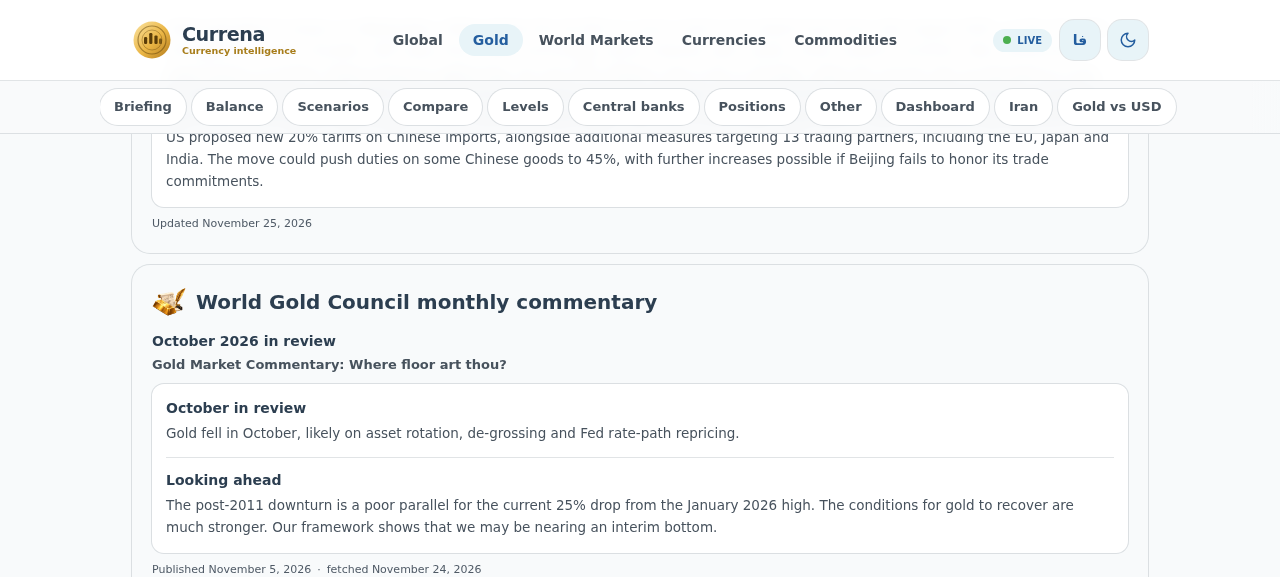 Currena
Currency intelligence
Global
Gold
World Markets
Currencies
Commodities
LIVE
فا
Briefing
Balance
Scenarios
Compare
Levels
Central banks
Positions
Other
Dashboard
Iran
Gold vs USD
US proposed new 20% tariffs on Chinese imports, alongside additional measures targeting 13 trading partners, including the EU, Japan and
India. The move could push duties on some Chinese goods to 45%, with further increases possible if Beijing fails to honor its trade
commitments.
Updated November 25, 2026
World Gold Council monthly commentary
October 2026 in review
Gold Market Commentary: Where floor art thou?
October in review
Gold fell in October, likely on asset rotation, de-grossing and Fed rate-path repricing.
Looking ahead
The post-2011 downturn is a poor parallel for the current 25% drop from the January 2026 high. The conditions for gold to recover are
much stronger. Our framework shows that we may be nearing an interim bottom.
Published November 5, 2026 · fetched November 24, 2026